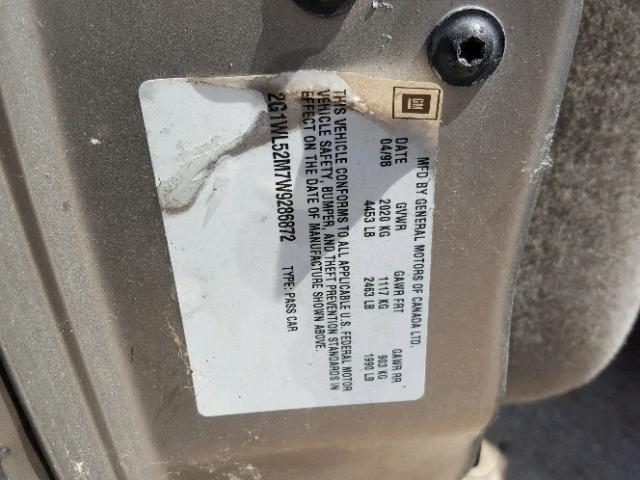 GM
MFD BY GENERAL MOTORS OF CANADA LTD.
DATE GVWR GAWR FRT GAWR RR
04/98 2020 KG 1117 KG 903 KG
4453 LB 2463 LB 1990 LB
THIS VEHICLE CONFORMS TO ALL APPLICABLE U.S. FEDERAL MOTOR
VEHICLE SAFETY, BUMPER, AND THEFT PREVENTION STANDARDS IN
EFFECT ON THE DATE OF MANUFACTURE SHOWN ABOVE.
2G1WL52M7W9286872 TYPE: PASS CAR